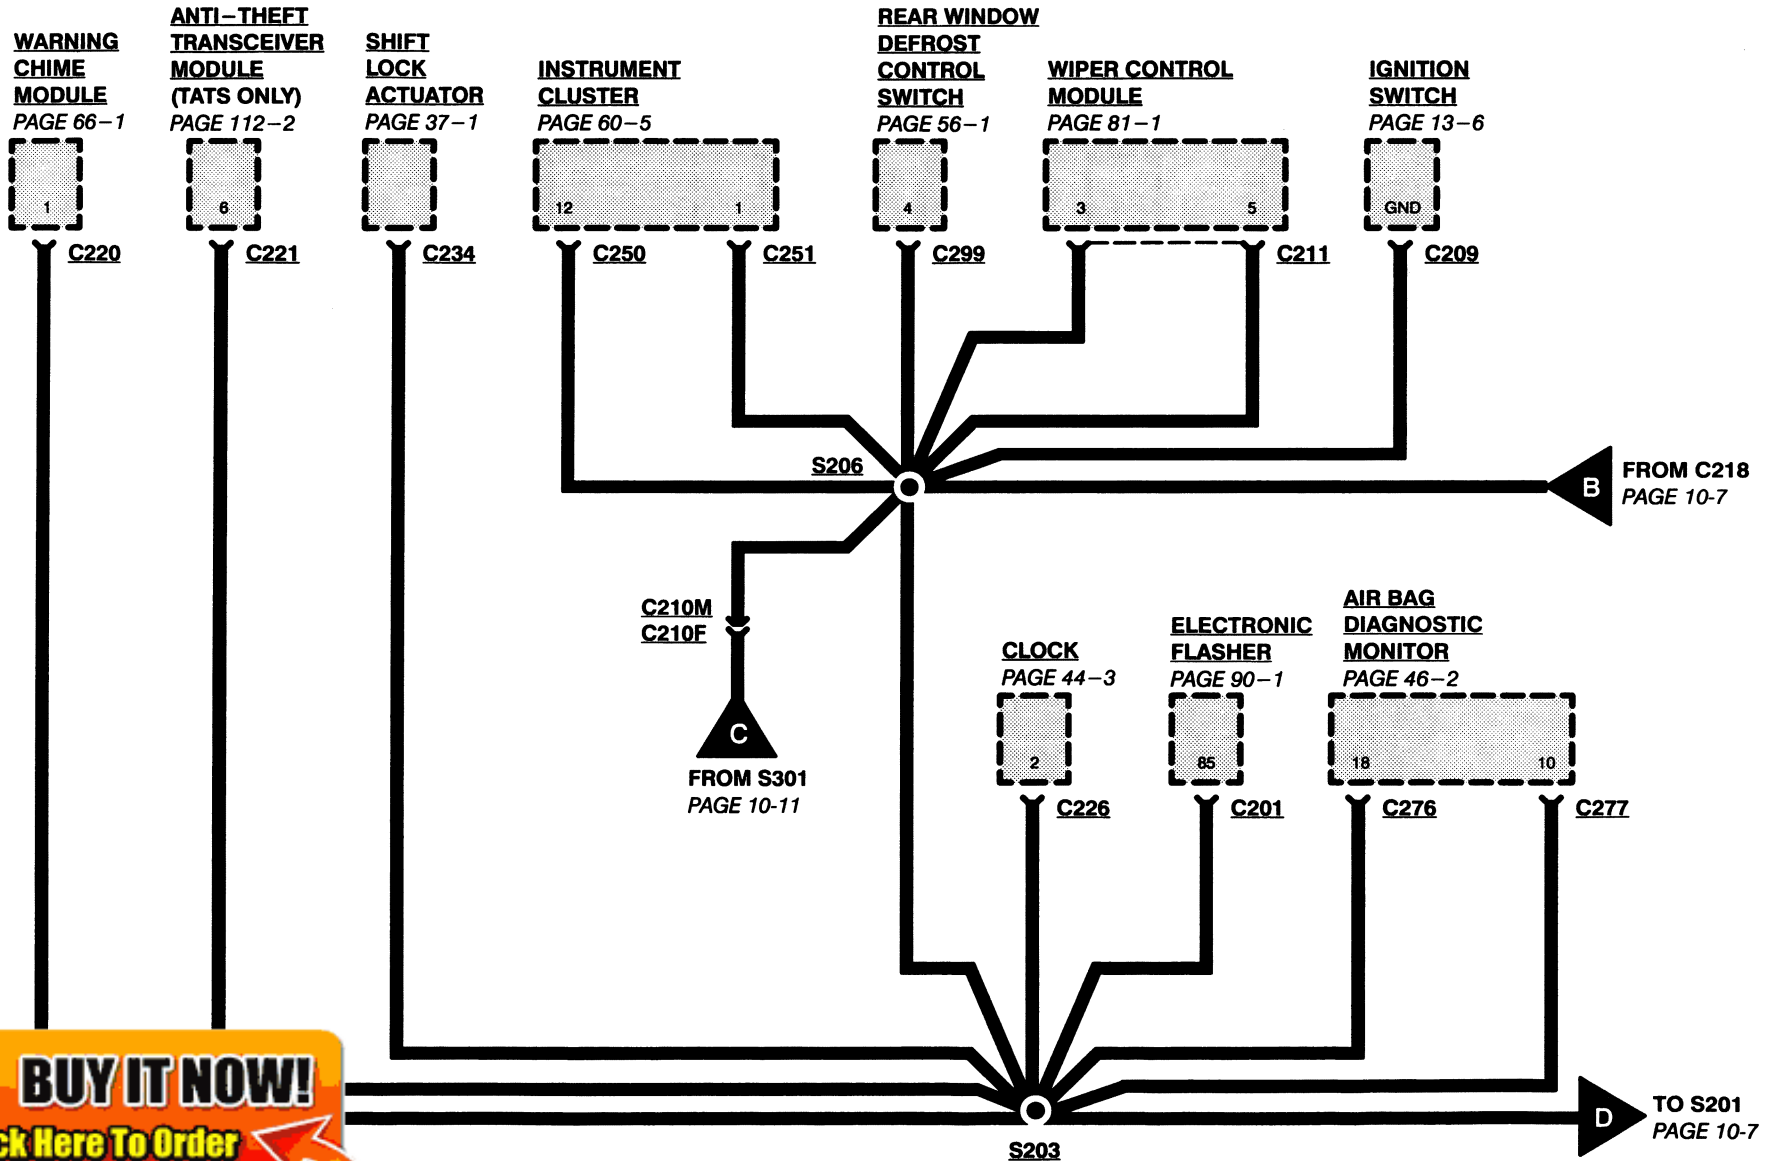 WARNING
CHIME
MODULE
PAGE 66–1
ANTI–THEFT
TRANSCEIVER
MODULE
(TATS ONLY)
PAGE 112–2
SHIFT
LOCK
ACTUATOR
PAGE 37–1
INSTRUMENT
CLUSTER
PAGE 60–5
REAR WINDOW
DEFROST
CONTROL
SWITCH
PAGE 56–1
WIPER CONTROL
MODULE
PAGE 81–1
IGNITION
SWITCH
PAGE 13–6
1
6
12
1
4
3
5
GND
C220
C221
C234
C250
C251
C299
C211
C209
S206
B
FROM C218
PAGE 10-7
C210M
C210F
C
FROM S301
PAGE 10-11
CLOCK
PAGE 44–3
ELECTRONIC
FLASHER
PAGE 90–1
AIR BAG
DIAGNOSTIC
MONITOR
PAGE 46–2
2
85
18
10
C226
C201
C276
C277
BUY IT NOW!
ck Here To Order
S203
D
TO S201
PAGE 10-7